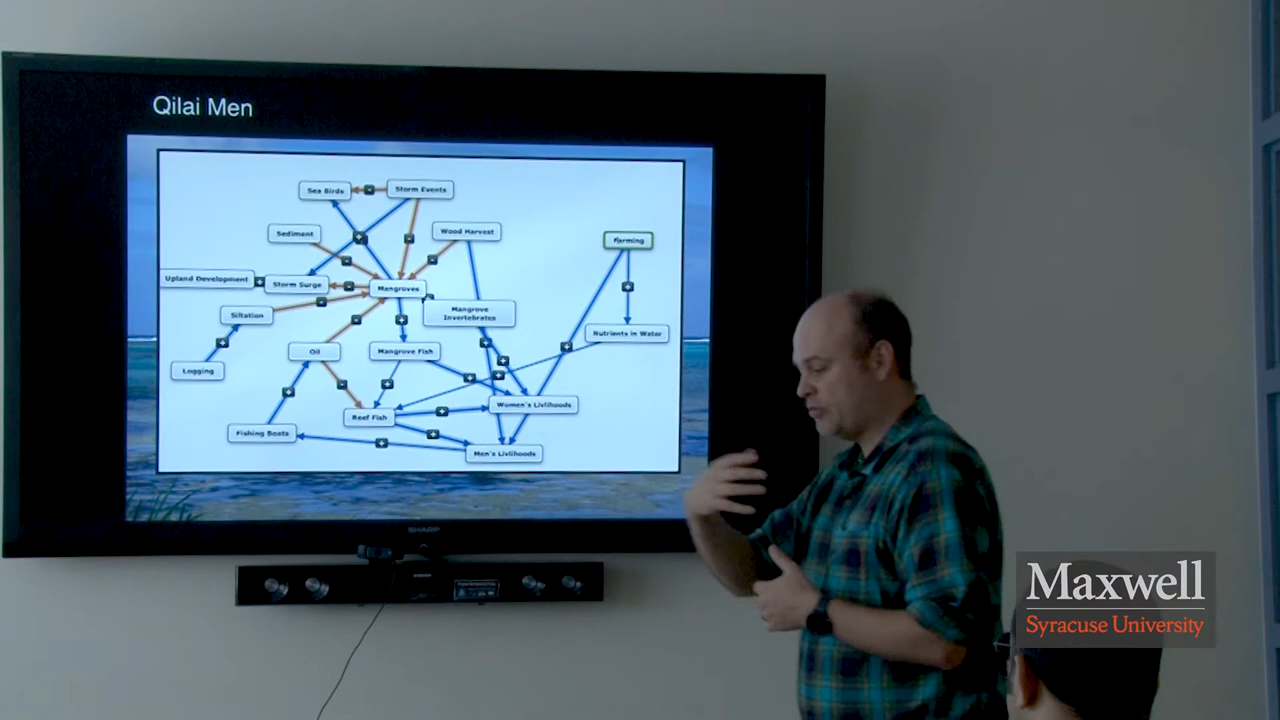 Qilai Men
Sea Birds
Storm Events
Sediment
Wood Harvest
Farming
Upland Development
Storm Surge
Mangroves
Siltation
Mangrove
Invertebrates
Nutrients in Water
Oil
Mangrove Fish
Logging
Women's Livlihoods
Reef Fish
Fishing Boats
Men's Livlihoods
SHARP
Maxwell
Syracuse University